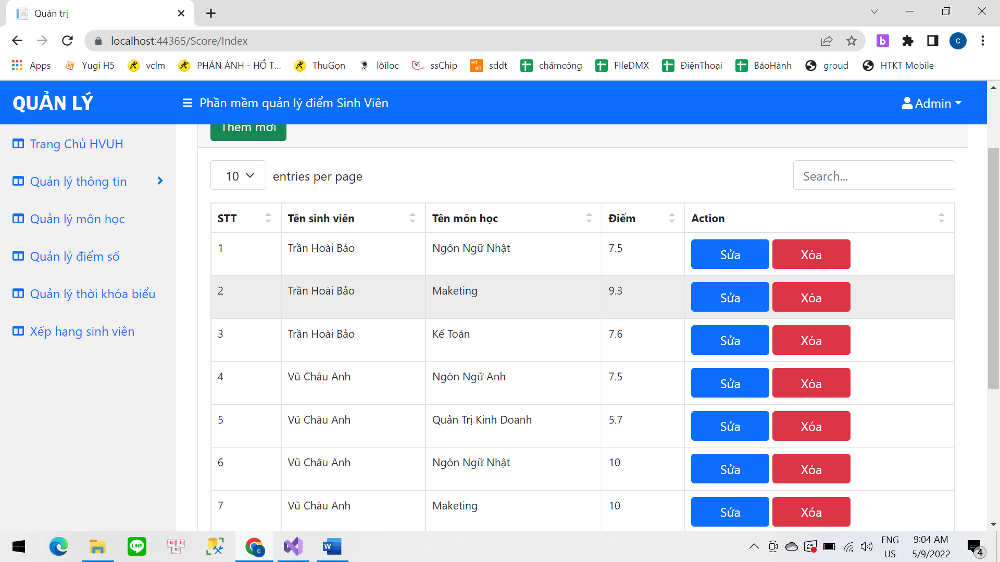 Quản trị
localhost:44365/Score/Index
Apps Yugi H5 vclm PHẢN ÁNH - HỔ T... ThuGọn lõiloc ssChip sddt chấmcông FIleDMX ĐiệnThoại BảoHành groud HTKT Mobile
QUẢN LÝ Phần mềm quản lý điểm Sinh Viên Admin
Thêm mới
Trang Chủ HVUH
Quản lý thông tin
Quản lý môn học
Quản lý điểm số
Quản lý thời khóa biểu
Xếp hạng sinh viên
10 entries per page Search...
STT Tên sinh viên Tên môn học Điểm Action
1 Trần Hoài Bảo Ngôn Ngữ Nhật 7.5 Sửa Xóa
2 Trần Hoài Bảo Maketing 9.3 Sửa Xóa
3 Trần Hoài Bảo Kế Toán 7.6 Sửa Xóa
4 Vũ Châu Anh Ngôn Ngữ Anh 7.5 Sửa Xóa
5 Vũ Châu Anh Quản Trị Kinh Doanh 5.7 Sửa Xóa
6 Vũ Châu Anh Ngôn Ngữ Nhật 10 Sửa Xóa
7 Vũ Châu Anh Maketing 10 Sửa Xóa
ENG 9:04 AM
US 5/9/2022 4